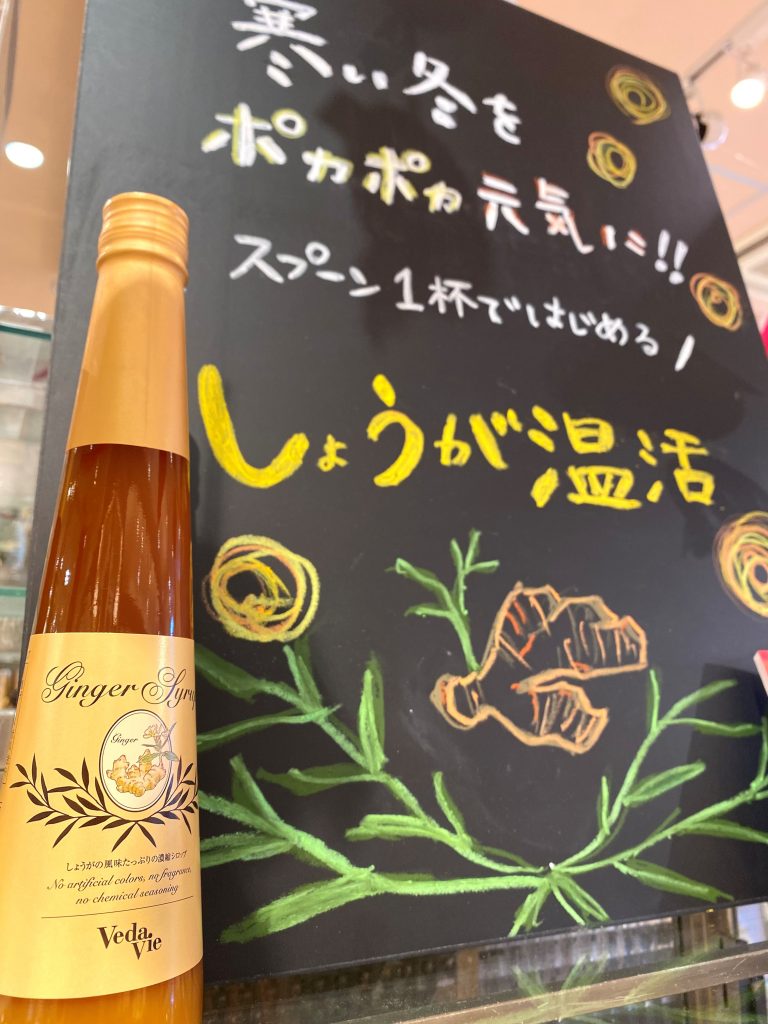 寒い冬を
ポカポカ元気に!!
スプーン1杯ではじめる!
しょうが温活
Ginger Syrup
Ginger
しょうがの風味たっぷりの濃縮シロップ
No artificial colors, no fragrance,
no chemical seasoning
Veda
Vie